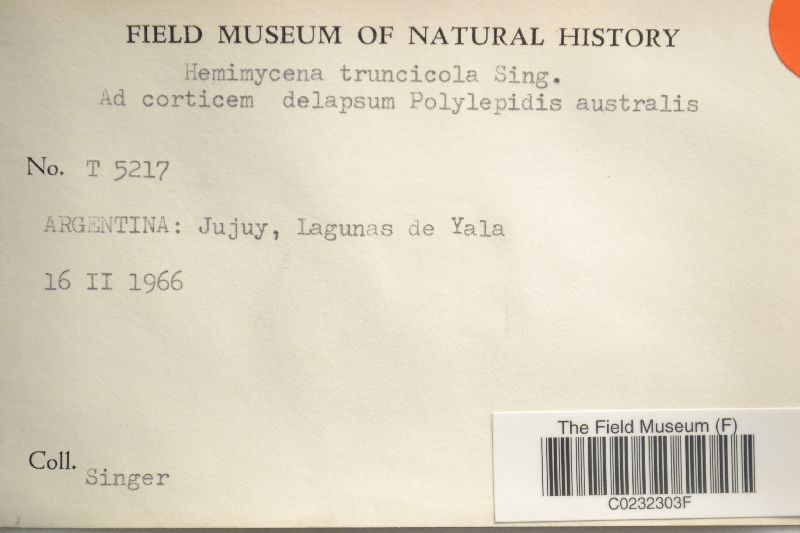 FIELD MUSEUM OF NATURAL HISTORY
Hemimycena truncicola Sing.
Ad corticem delapsum Polylepidis australis
No. T 5217
ARGENTINA: Jujuy, Lagunas de Yala
16 II 1966
Coll. Singer
The Field Museum (F)
C0232303F